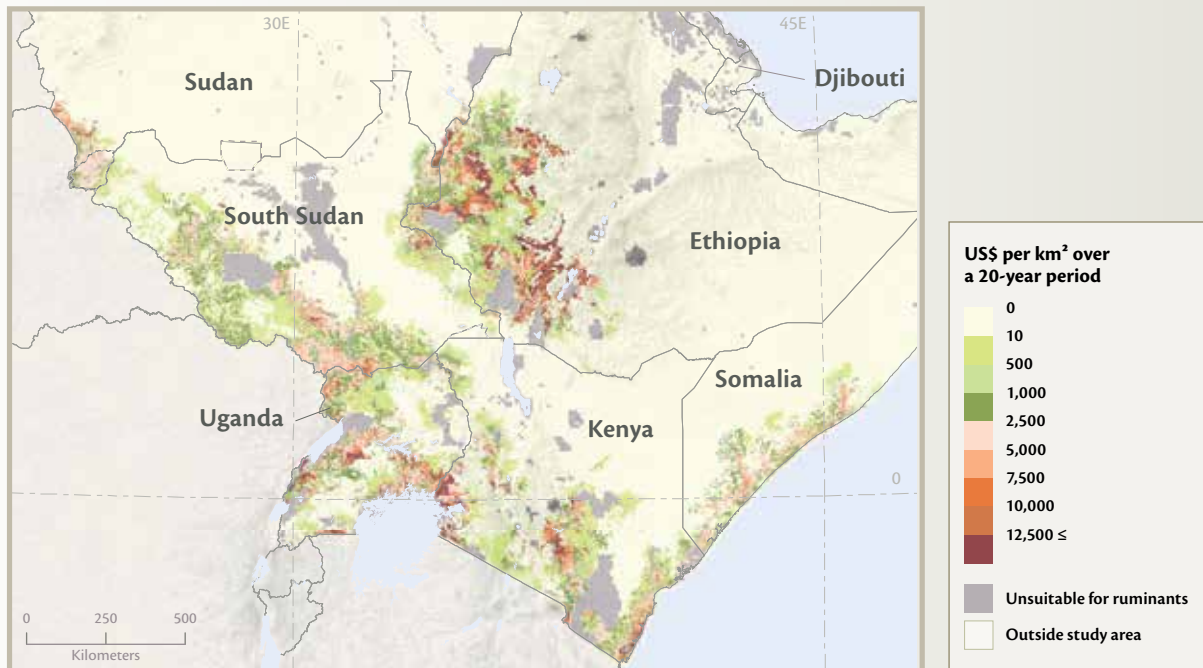 30E
45E
Sudan
Djibouti
South Sudan
Ethiopia
Somalia
Uganda
Kenya
0
0 250 500
Kilometers
US$ per km² over
a 20-year period
0
10
500
1,000
2,500
5,000
7,500
10,000
12,500 ≤
Unsuitable for ruminants
Outside study area